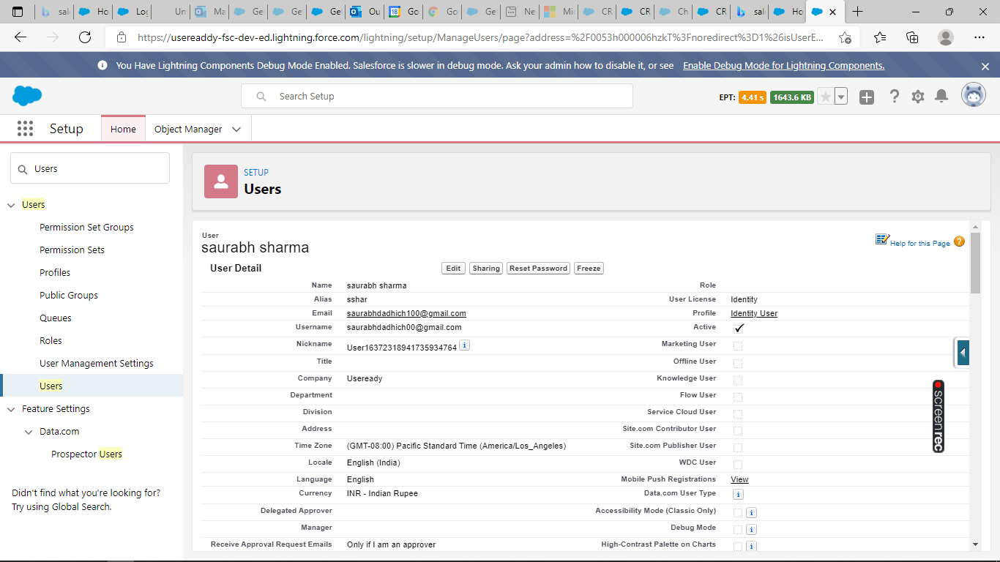 sale
Ho
Log
Un
Ma
Ge
Ge
Ge
Ou
Go
Go
Ge
Ne
Mi
CR
CR
Ch
CR
sale
Ho
https://usereaddy-fsc-dev-ed.lightning.force.com/lightning/setup/ManageUsers/page?address=%2F0053h000006hzkT%3Fnoredirect%3D1%26isUserE...
You Have Lightning Components Debug Mode Enabled. Salesforce is slower in debug mode. Ask your admin how to disable it, or see Enable Debug Mode for Lightning Components.
Search Setup
EPT: 4.41 s 1643.6 KB
Setup
Home
Object Manager
Users
Users
Permission Set Groups
Permission Sets
Profiles
Public Groups
Queues
Roles
User Management Settings
Users
Feature Settings
Data.com
Prospector Users
Didn't find what you're looking for?
Try using Global Search.
SETUP
Users
User
saurabh sharma
Help for this Page
User Detail
Edit
Sharing
Reset Password
Freeze
Name saurabh sharma Role
Alias sshar User License Identity
Email saurabhdadhich100@gmail.com Profile Identity User
Username saurabhdadhich00@gmail.com Active
Nickname User16372318941735934764 i Marketing User
Title Offline User
Company Useready Knowledge User
Department Flow User
Division Service Cloud User
Address Site.com Contributor User
Time Zone (GMT-08:00) Pacific Standard Time (America/Los_Angeles) Site.com Publisher User
Locale English (India) WDC User
Language English Mobile Push Registrations View
Currency INR - Indian Rupee Data.com User Type i
Delegated Approver Accessibility Mode (Classic Only) i
Manager Debug Mode i
Receive Approval Request Emails Only if I am an approver High-Contrast Palette on Charts i
screenrec